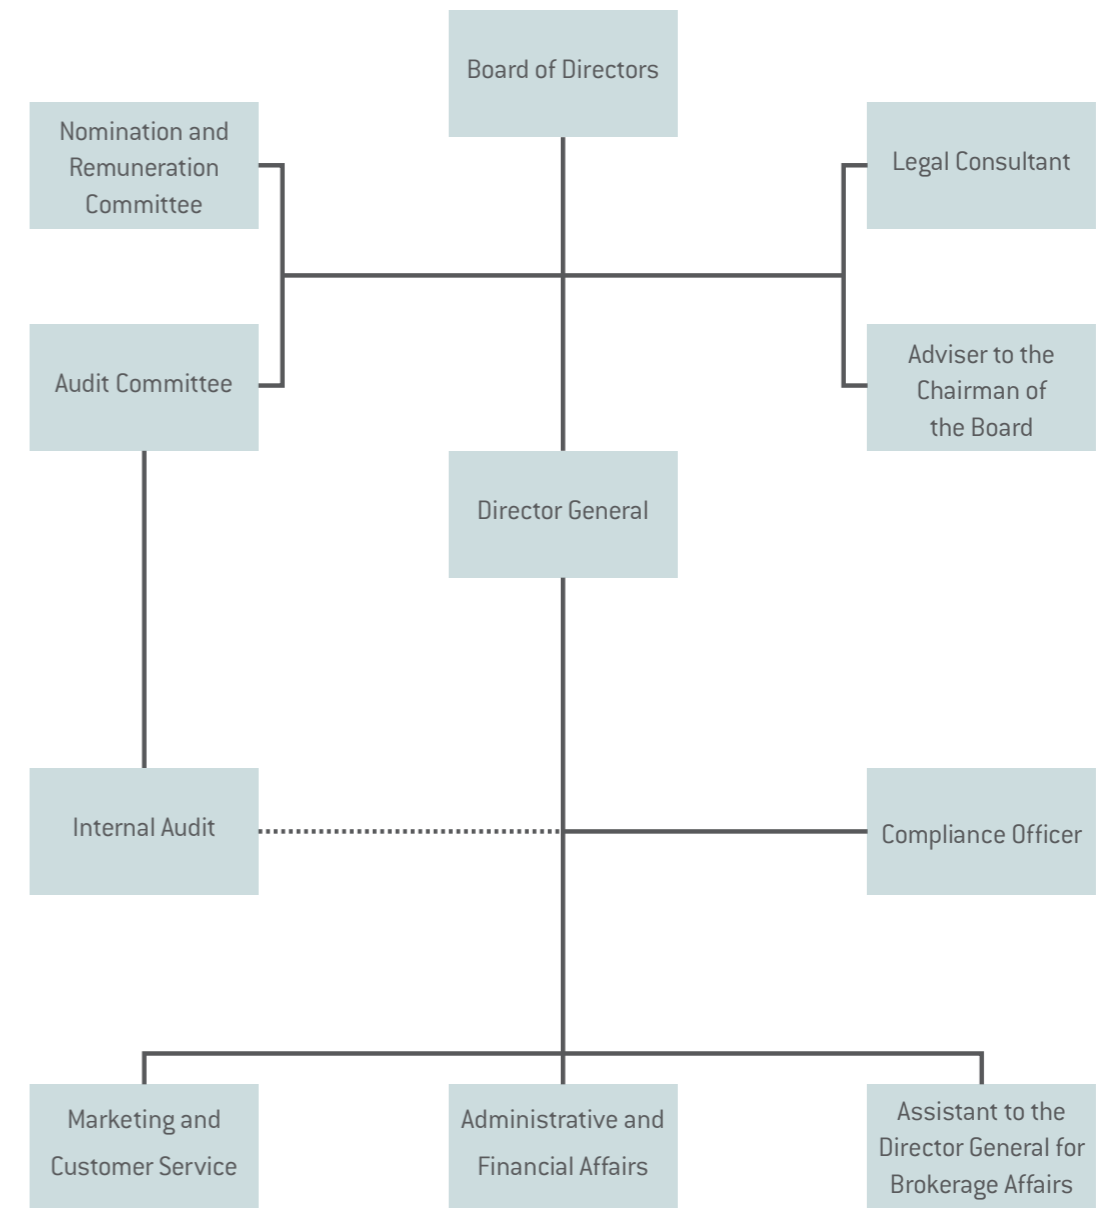 Board of Directors
Nomination and
Remuneration
Committee
Legal Consultant
Audit Committee
Adviser to the
Chairman of
the Board
Director General
Internal Audit
Compliance Officer
Marketing and
Customer Service
Administrative and
Financial Affairs
Assistant to the
Director General for
Brokerage Affairs